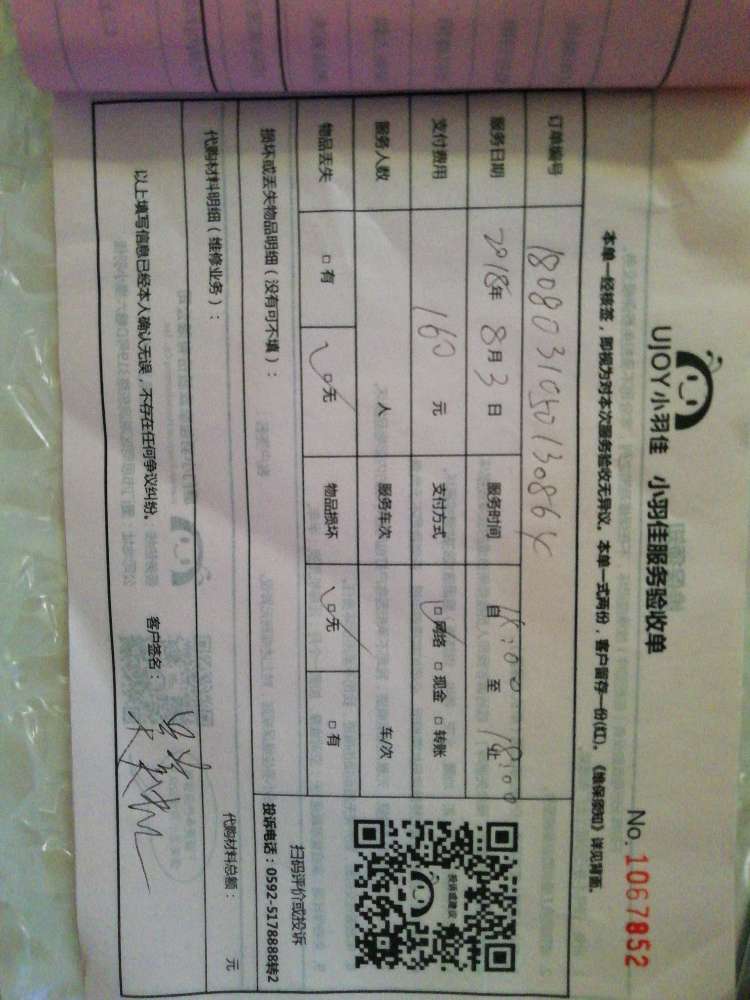 UJOY小羽佳 小羽佳服务验收单
No. 1067852
本单一经核签，即视为对本次服务验收无异议。本单一式两份，客户留存一份(红)。《维保须知》详见背面。
订单编号
服务日期 2018年 8月 3日 服务时间 自 至 18:00 止
支付费用 160 元 支付方式 □网络 □现金 □转账
服务人数 人 服务车次 车/次
物品丢失 □有 □无 物品损坏 □无 □有
投诉或建议
扫码评价或投诉
投诉电话：0592-5178888转2
损坏或丢失物品明细（没有可不填）：
代购材料明细（维修业务）： 代购材料总额： 元
以上填写信息已经本人确认无误，不存在任何争议纠纷。 客户签名：